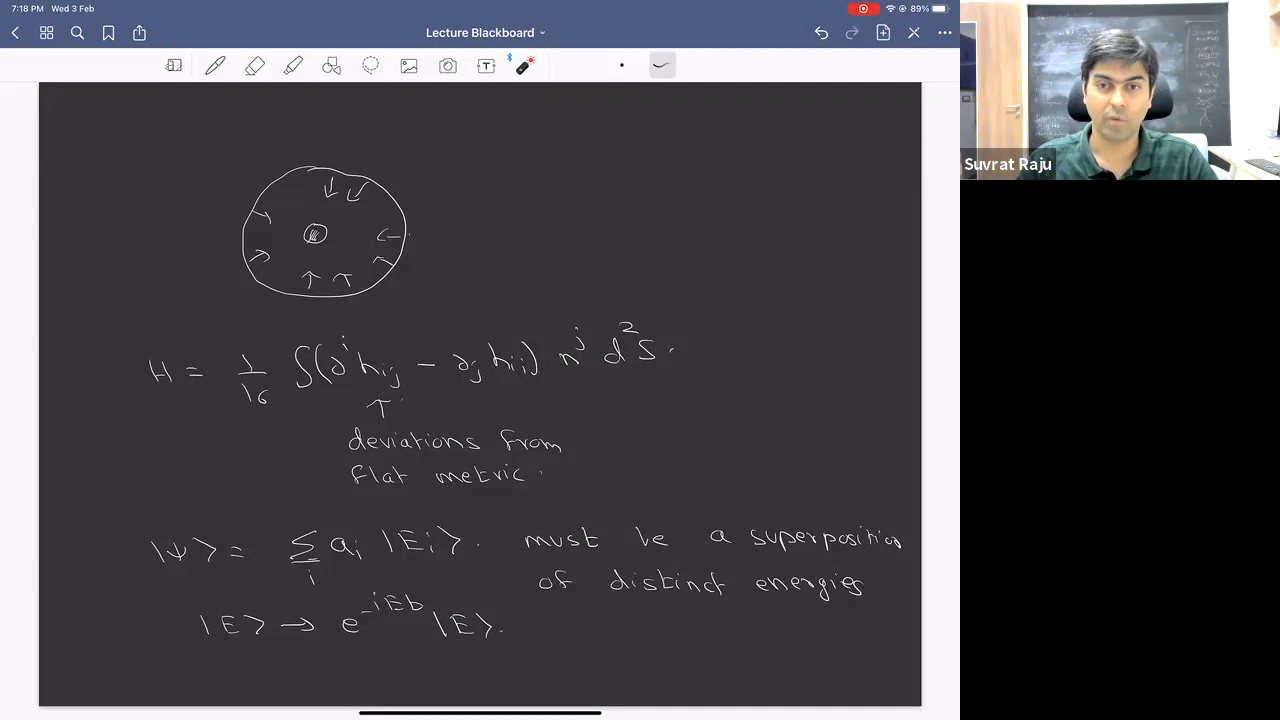 7:18 PM Wed 3 Feb
89%
Lecture Blackboard
T
Suvrat Raju
H = 1/16 ∫(∂^i h_ij − ∂_j h_ii) n^j d^2S.
deviations from
flat metric.
|Ψ> = Σ_i a_i |E_i>. must be a superposition
of distinct energies
|E> → e^-iEt |E>.